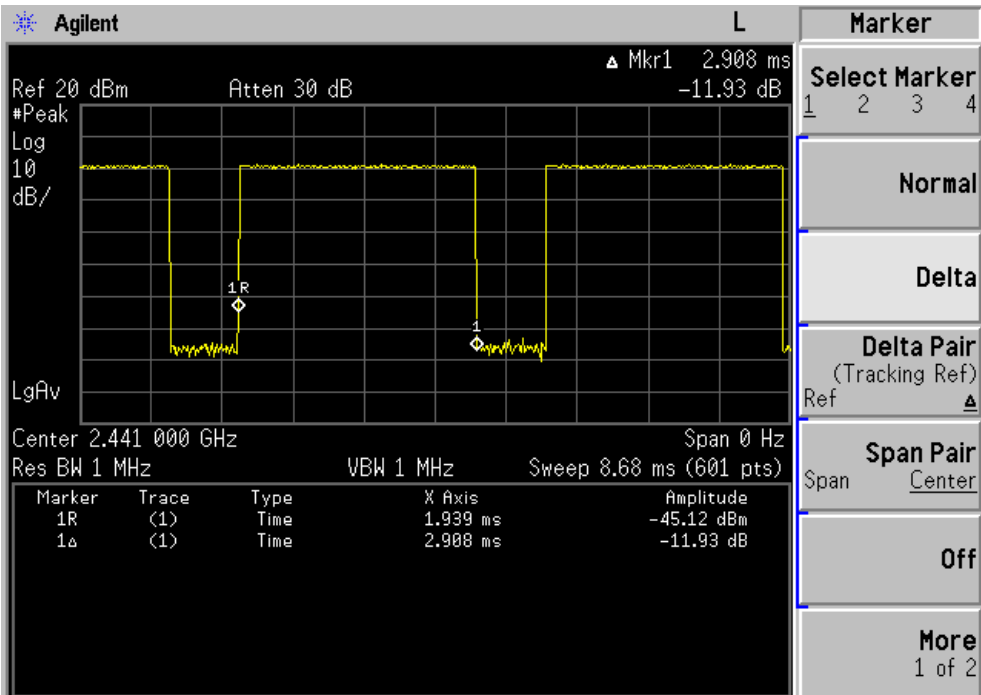 Agilent L
Δ Mkr1 2.908 ms
Ref 20 dBm Atten 30 dB -11.93 dB
#Peak
Log
10
dB/
1R
1
LgAv
Center 2.441 000 GHz Span 0 Hz
Res BW 1 MHz VBW 1 MHz Sweep 8.68 ms (601 pts)
Marker Trace Type X Axis Amplitude
1R (1) Time 1.939 ms -45.12 dBm
1Δ (1) Time 2.908 ms -11.93 dB
Marker
Select Marker
1 2 3 4
Normal
Delta
Delta Pair
(Tracking Ref)
Ref Δ
Span Pair
Span Center
Off
More
1 of 2